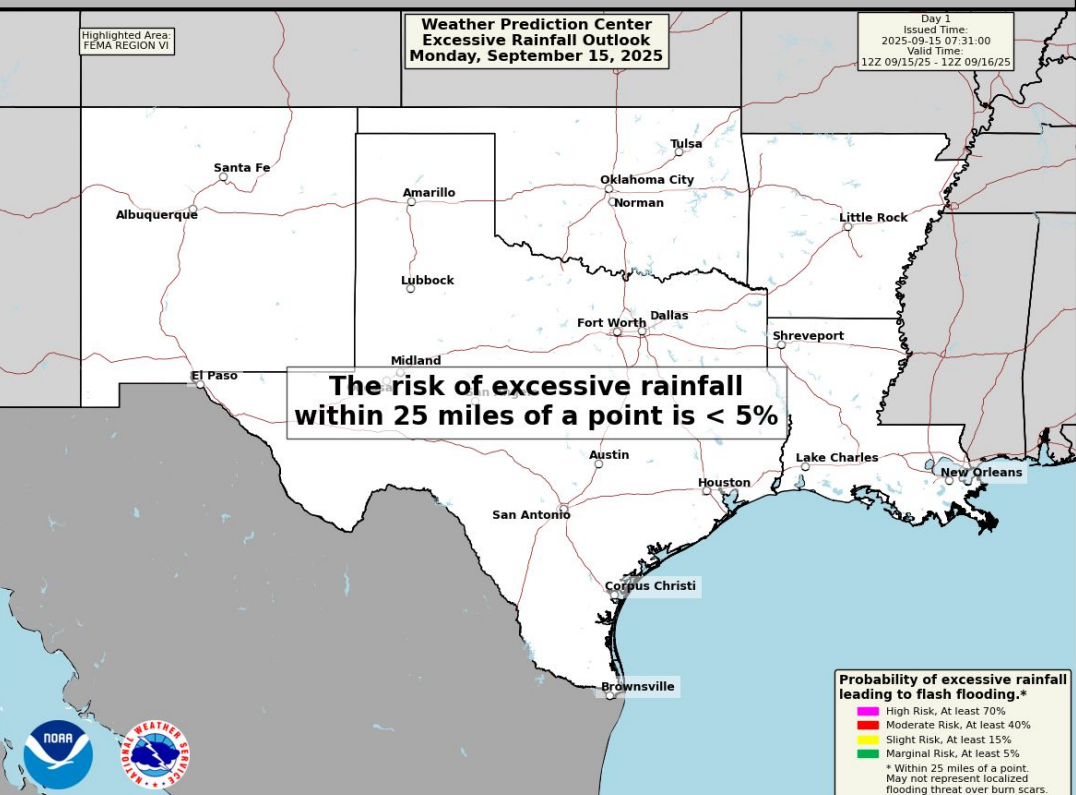 Highlighted Area:
FEMA REGION VI
Weather Prediction Center
Excessive Rainfall Outlook
Monday, September 15, 2025
Day 1
Issued Time:
2025-09-15 07:31:00
Valid Time:
12Z 09/15/25 - 12Z 09/16/25
Tulsa
Santa Fe
Oklahoma City
Amarillo
Norman
Albuquerque
Little Rock
Lubbock
Dallas
Fort Worth
Shreveport
Midland
El Paso
The risk of excessive rainfall
within 25 miles of a point is < 5%
Austin
Lake Charles
New Orleans
Houston
San Antonio
Corpus Christi
Brownsville
Probability of excessive rainfall
leading to flash flooding.*
High Risk, At least 70%
Moderate Risk, At least 40%
Slight Risk, At least 15%
Marginal Risk, At least 5%
* Within 25 miles of a point.
May not represent localized
flooding threat over burn scars.
NOAA
NATIONAL WEATHER SERVICE